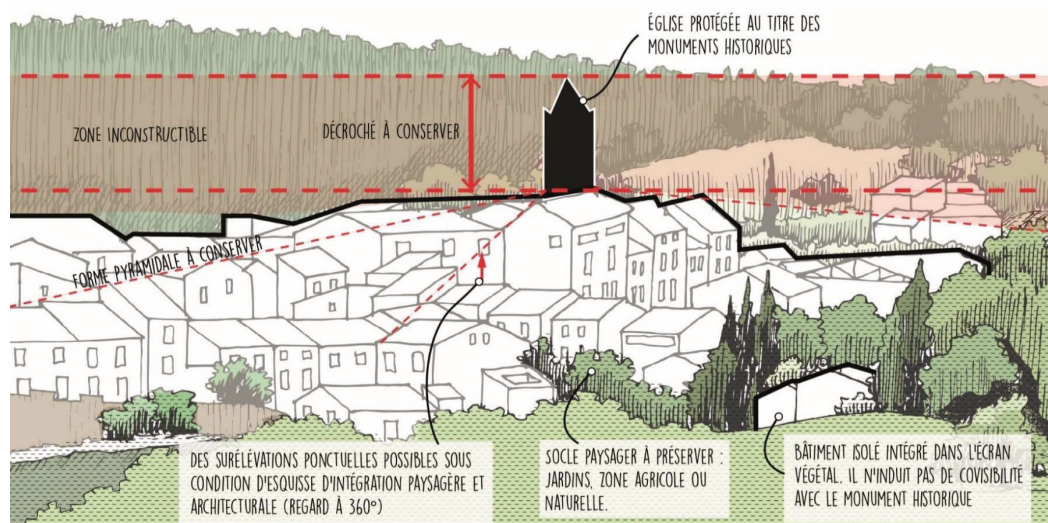 ÉGLISE PROTÉGÉE AU TITRE DES
MONUMENTS HISTORIQUES
ZONE INCONSTRUCTIBLE
DÉCROCHÉ À CONSERVER
FORME PYRAMIDALE À CONSERVER
DES SURÉLÉVATIONS PONCTUELLES POSSIBLES SOUS
CONDITION D'ESQUISSE D'INTÉGRATION PAYSAGÈRE ET
ARCHITECTURALE (REGARD À 360°)
SOCLE PAYSAGER À PRÉSERVER :
JARDINS, ZONE AGRICOLE OU
NATURELLE.
BÂTIMENT ISOLÉ INTÉGRÉ DANS L'ÉCRAN
VÉGÉTAL. IL N'INDUIT PAS DE COVISIBILITÉ
AVEC LE MONUMENT HISTORIQUE